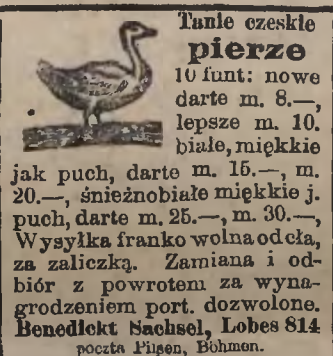 Tanie czeskie
pierze
10 funt: nowe
darte m. 8.—,
lepsze m. 10.
białe, miękkie
jak puch, darte m. 15.—, m.
20.—, śnieżnobiałe miękkie j.
puch, darte m. 25.—, m. 30.—,
Wysyłka franko wolna od cła,
za zaliczką. Zamiana i od-
biór z powrotem za wyna-
grodzeniem port. dozwolone.
Benedickt Sachsel, Lobes 814
poczta Pilsen, Böhmen.